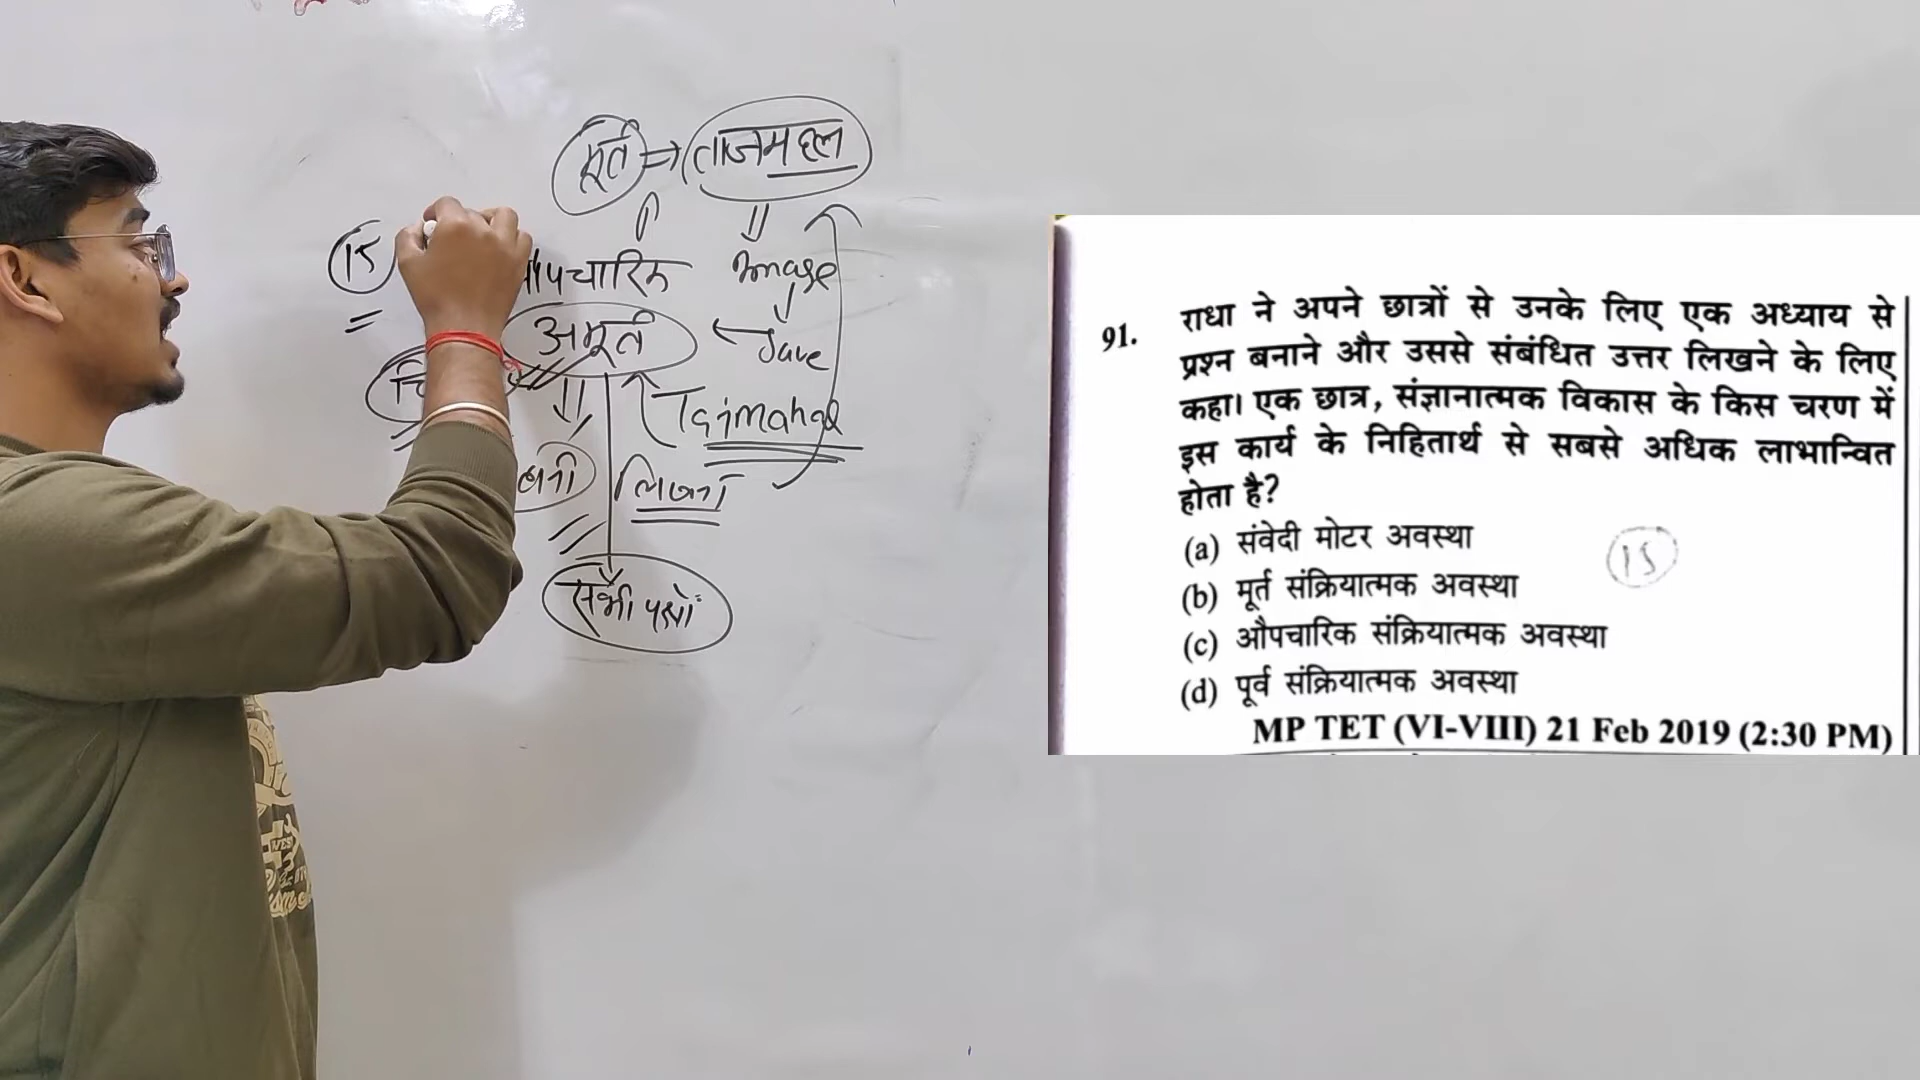 मूर्त => ताजमहल
15
Image
अमूर्त
Save
Tajmahal
लिखना
सभी पक्षों
91. राधा ने अपने छात्रों से उनके लिए एक अध्याय से
प्रश्न बनाने और उससे संबंधित उत्तर लिखने के लिए
कहा। एक छात्र, संज्ञानात्मक विकास के किस चरण में
इस कार्य के निहितार्थ से सबसे अधिक लाभान्वित
होता है?
(a) संवेदी मोटर अवस्था
15
(b) मूर्त संक्रियात्मक अवस्था
(c) औपचारिक संक्रियात्मक अवस्था
(d) पूर्व संक्रियात्मक अवस्था
MP TET (VI-VIII) 21 Feb 2019 (2:30 PM)